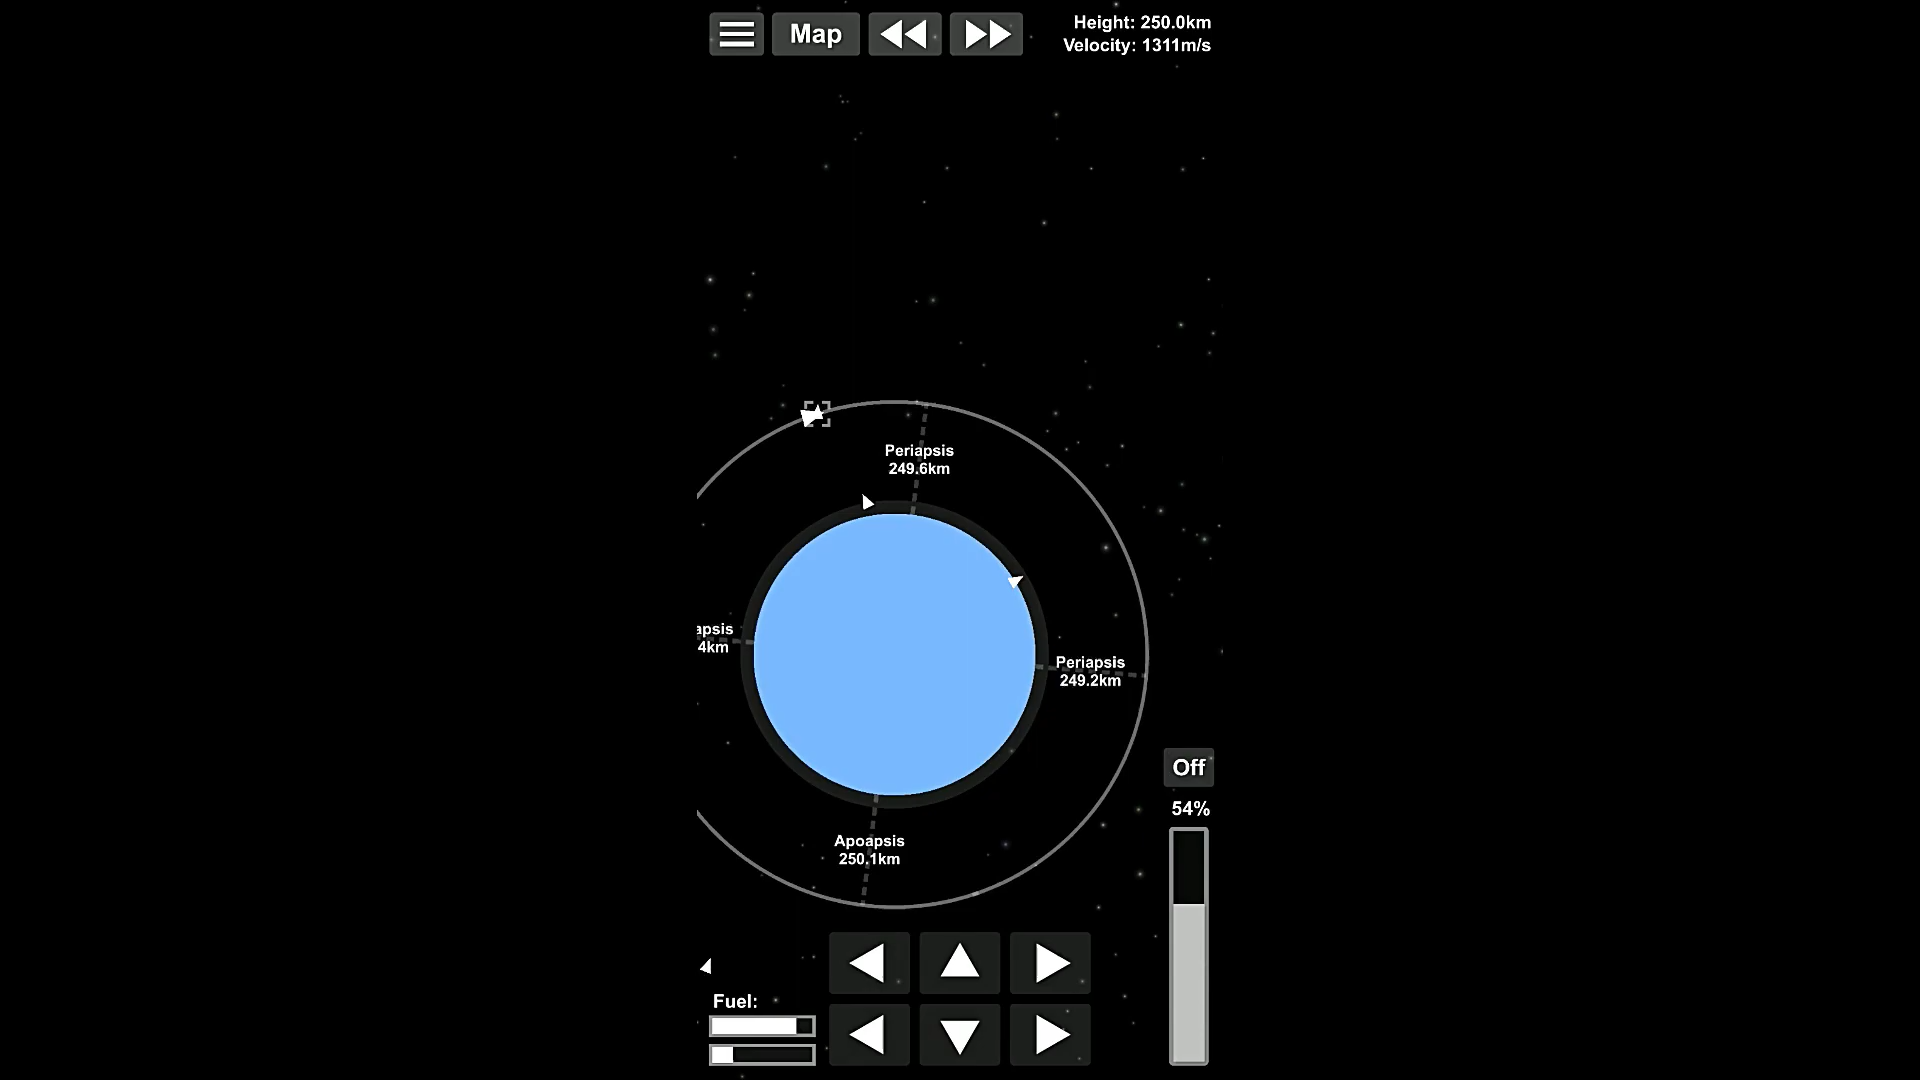 Map
Height: 250.0km
Velocity: 1311m/s
Periapsis
249.6km
apsis
4km
Periapsis
249.2km
Off
54%
Apoapsis
250.1km
Fuel: